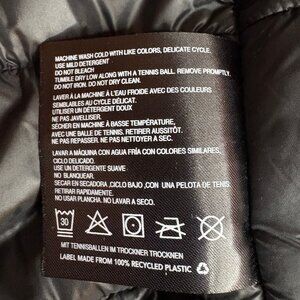 MACHINE WASH COLD WITH LIKE COLORS, DELICATE CYCLE.
USE MILD DETERGENT
DO NOT BLEACH
TUMBLE DRY LOW ALONG WITH A TENNIS BALL. REMOVE PROMPTLY.
DO NOT IRON. DO NOT DRY CLEAN.
LAVER À LA MACHINE À L'EAU FROIDE AVEC DES COULEURS
SEMBLABLES AU CYCLE DÉLICAT.
UTILISER UN DÉTERGENT DOUX
NE PAS JAVELLISER
SÉCHER EN MACHINE À BASSE TEMPÉRATURE,
AVEC UNE BALLE DE TENNIS. RETIRER AUSSITÔT.
NE PAS REPASSER. NE PAS NETTOYER A SEC.
LAVAR A MÁQUINA CON AGUA FRÍA CON COLORES SIMILARES,
CICLO DELICADO.
USE UN DETERGENTE SUAVE
NO BLANQUEAR.
SECAR EN SECADORA ,CICLO BAJO ,CON UNA PELOTA DE TENIS.
RETIRAR RAPIDAMENTE.
NO USAR PLANCHA. NO LAVAR A SECO.
30
MIT TENNISBALLEN IM TROCKNER TROCKNEN
LABEL MADE FROM 100% RECYCLED PLASTIC